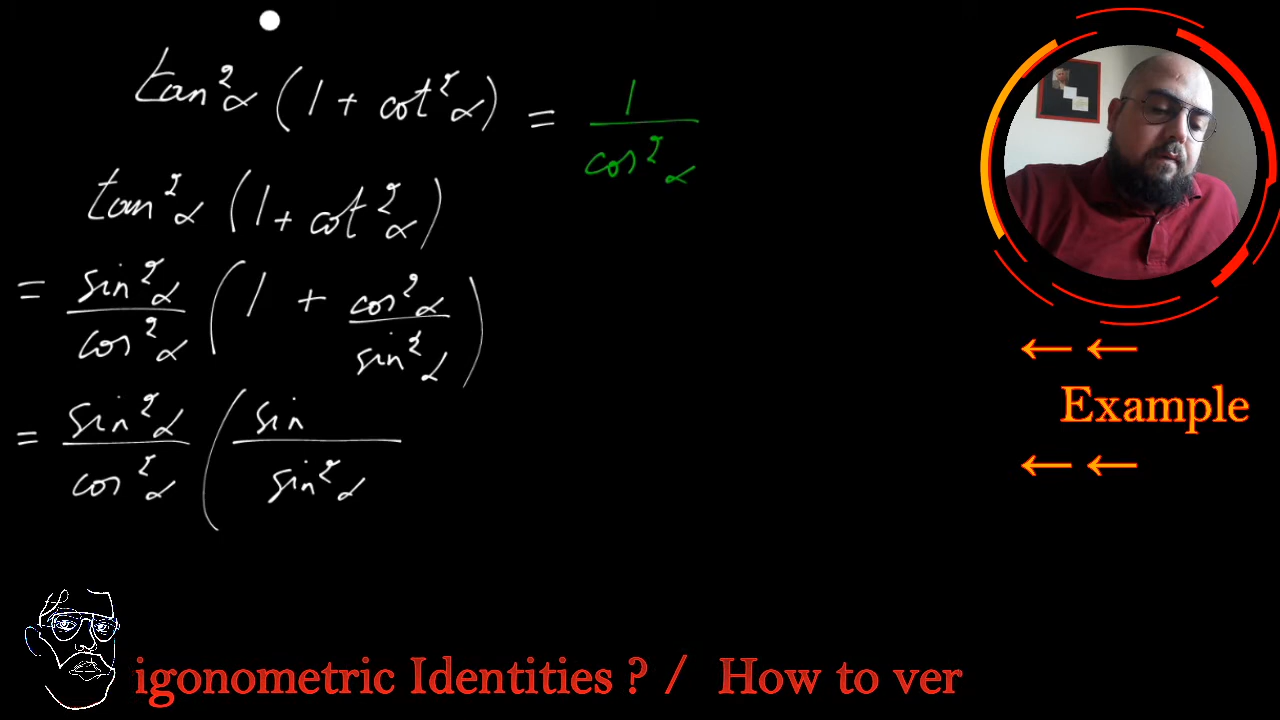 tan²α (1 + cot²α) = 1/cos²α
tan²α (1 + cot²α)
= sin²α/cos²α (1 + cos²α/sin²α)
= sin²α/cos²α (sin /sin²α
← ←
Example
← ←
igonometric Identities ? / How to ver